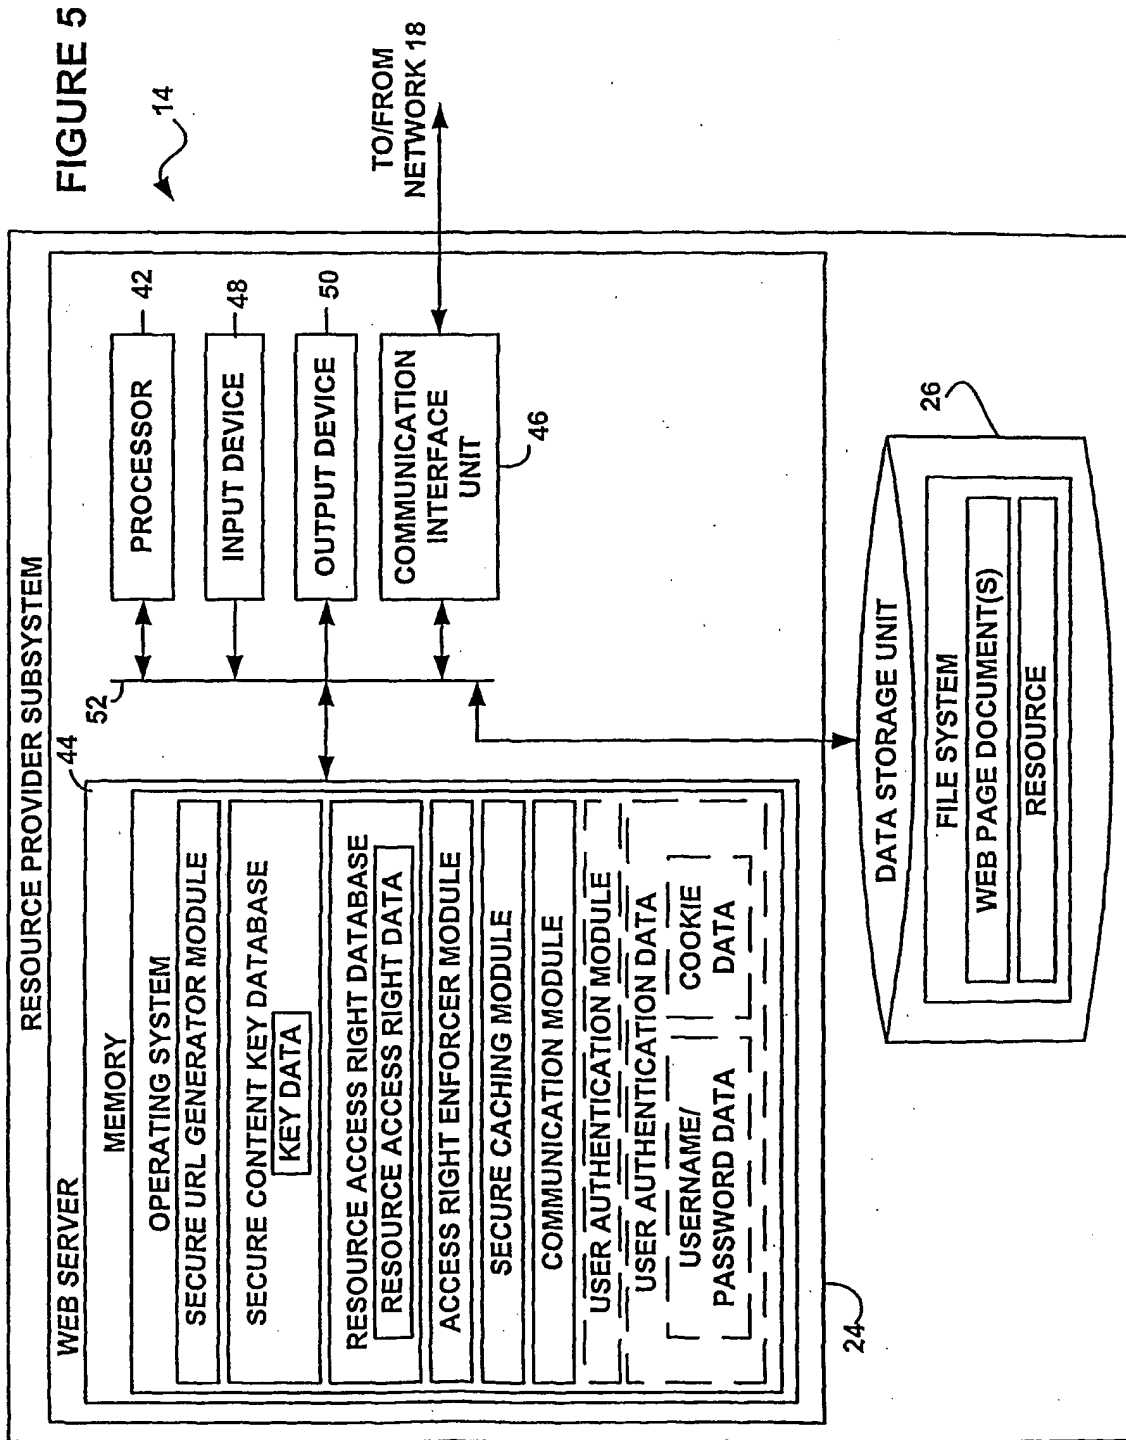 FIGURE 5
14
RESOURCE PROVIDER SUBSYSTEM
WEB SERVER
44
MEMORY
OPERATING SYSTEM
SECURE URL GENERATOR MODULE
SECURE CONTENT KEY DATABASE
KEY DATA
RESOURCE ACCESS RIGHT DATABASE
RESOURCE ACCESS RIGHT DATA
ACCESS RIGHT ENFORCER MODULE
SECURE CACHING MODULE
COMMUNICATION MODULE
USER AUTHENTICATION MODULE
USER AUTHENTICATION DATA
USERNAME/
PASSWORD DATA
COOKIE
DATA
24
52
PROCESSOR
42
INPUT DEVICE
48
OUTPUT DEVICE
50
COMMUNICATION
INTERFACE
UNIT
46
TO/FROM
NETWORK 18
DATA STORAGE UNIT
26
FILE SYSTEM
WEB PAGE DOCUMENT(S)
RESOURCE